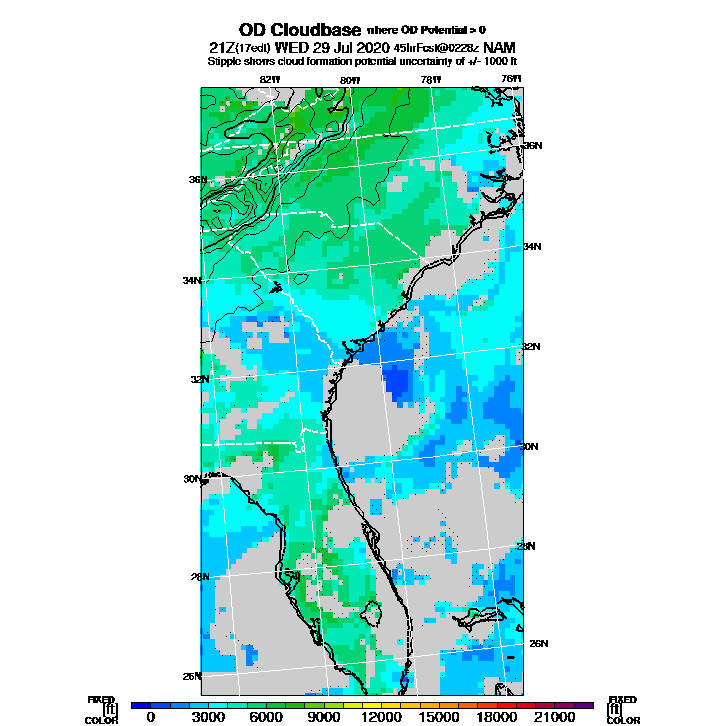 OD Cloudbase where OD Potential > 0
21Z(17edt) WED 29 Jul 2020 45hrFcst@0228z NAM
Stipple shows cloud formation potential uncertainty of +/- 1000 ft
82W 80W 78W 76W
36N
36N
34N
34N
32N
32N
30N
30N
28N
28N
26N
26N
FIXED FIXED
[ft] [ft]
COLOR 0 3000 6000 9000 12000 15000 18000 21000 COLOR